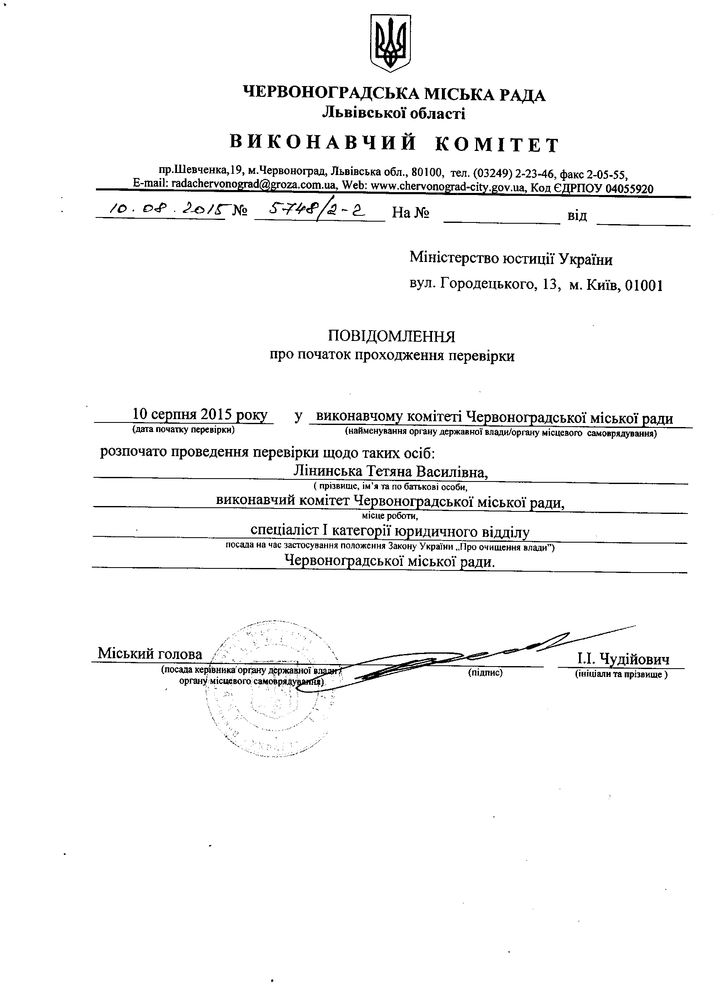 ЧЕРВОНОГРАДСЬКА МІСЬКА РАДА
Львівської області
ВИКОНАВЧИЙ КОМІТЕТ
пр.Шевченка,19, м.Червоноград, Львівська обл., 80100, тел. (03249) 2-23-46, факс 2-05-55,
E-mail: radachervonograd@groza.com.ua, Web: www.chervonograd-city.gov.ua, Код ЄДРПОУ 04055920
10.08.2015 № 5748/2-2 На № від
Міністерство юстиції України
вул. Городецького, 13, м. Київ, 01001
ПОВІДОМЛЕННЯ
про початок проходження перевірки
10 серпня 2015 року у виконавчому комітеті Червоноградської міської ради
(дата початку перевірки) (найменування органу державної влади/органу місцевого самоврядування)
розпочато проведення перевірки щодо таких осіб:
Лінинська Тетяна Василівна,
( прізвище, ім’я та по батькові особи,
виконавчий комітет Червоноградської міської ради,
місце роботи,
спеціаліст І категорії юридичного відділу
посада на час застосування положення Закону України „Про очищення влади”)
Червоноградської міської ради.
Міський голова І.І. Чудійович
(посада керівника органу державної влади / (підпис) (ініціали та прізвище )
органу місцевого самоврядування)